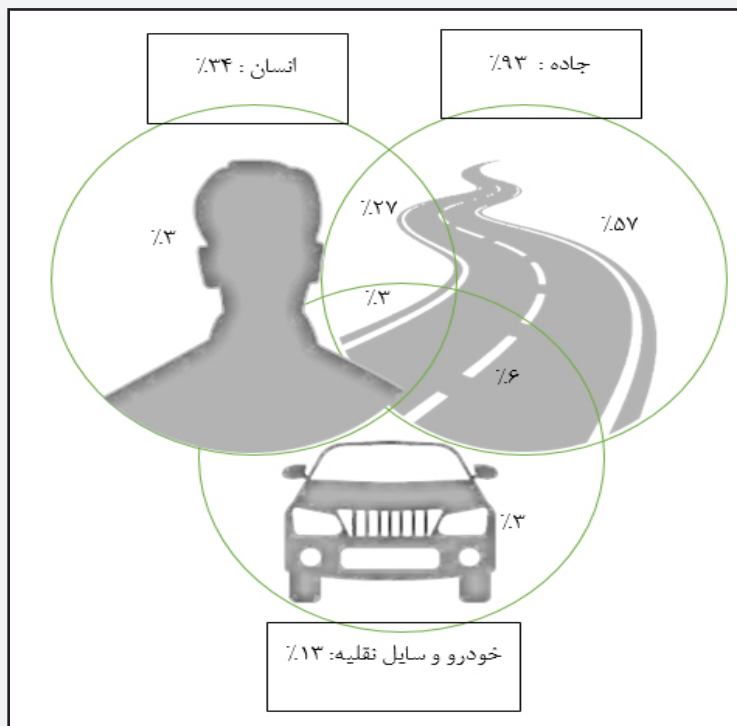 جاده : ٪۹۳
انسان : ٪۳۴
٪۲۷
٪۵۷
٪۳
٪۳
٪۶
٪۳
خودرو و سایل نقلیه: ٪۱۳